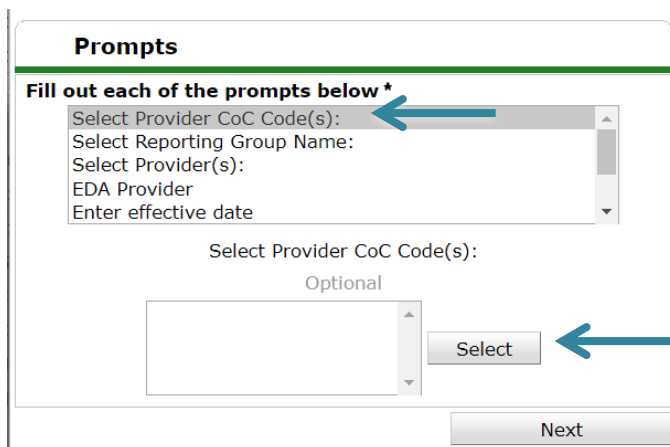 Prompts
Fill out each of the prompts below *
Select Provider CoC Code(s):
Select Reporting Group Name:
Select Provider(s):
EDA Provider
Enter effective date
Select Provider CoC Code(s):
Optional
Select
Next